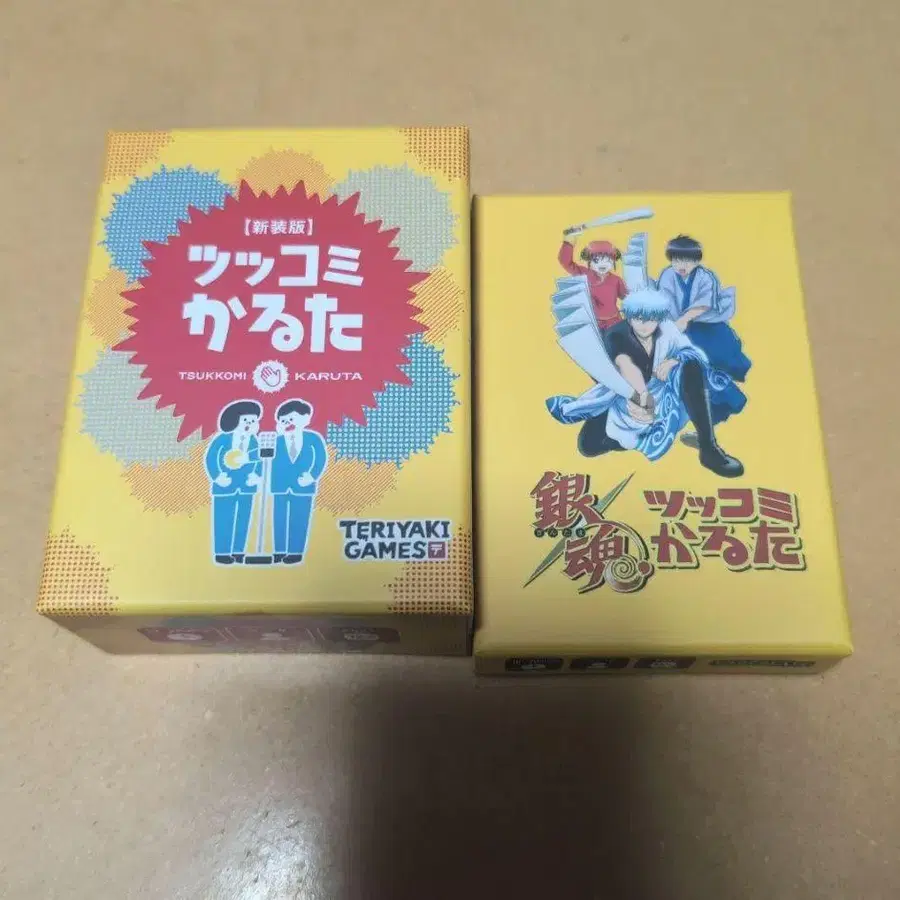 【新装版】
ツッコミ
かるた
TSUKKOMI KARUTA
TERIYAKI
GAMES
銀魂
ツッコミ
かるた